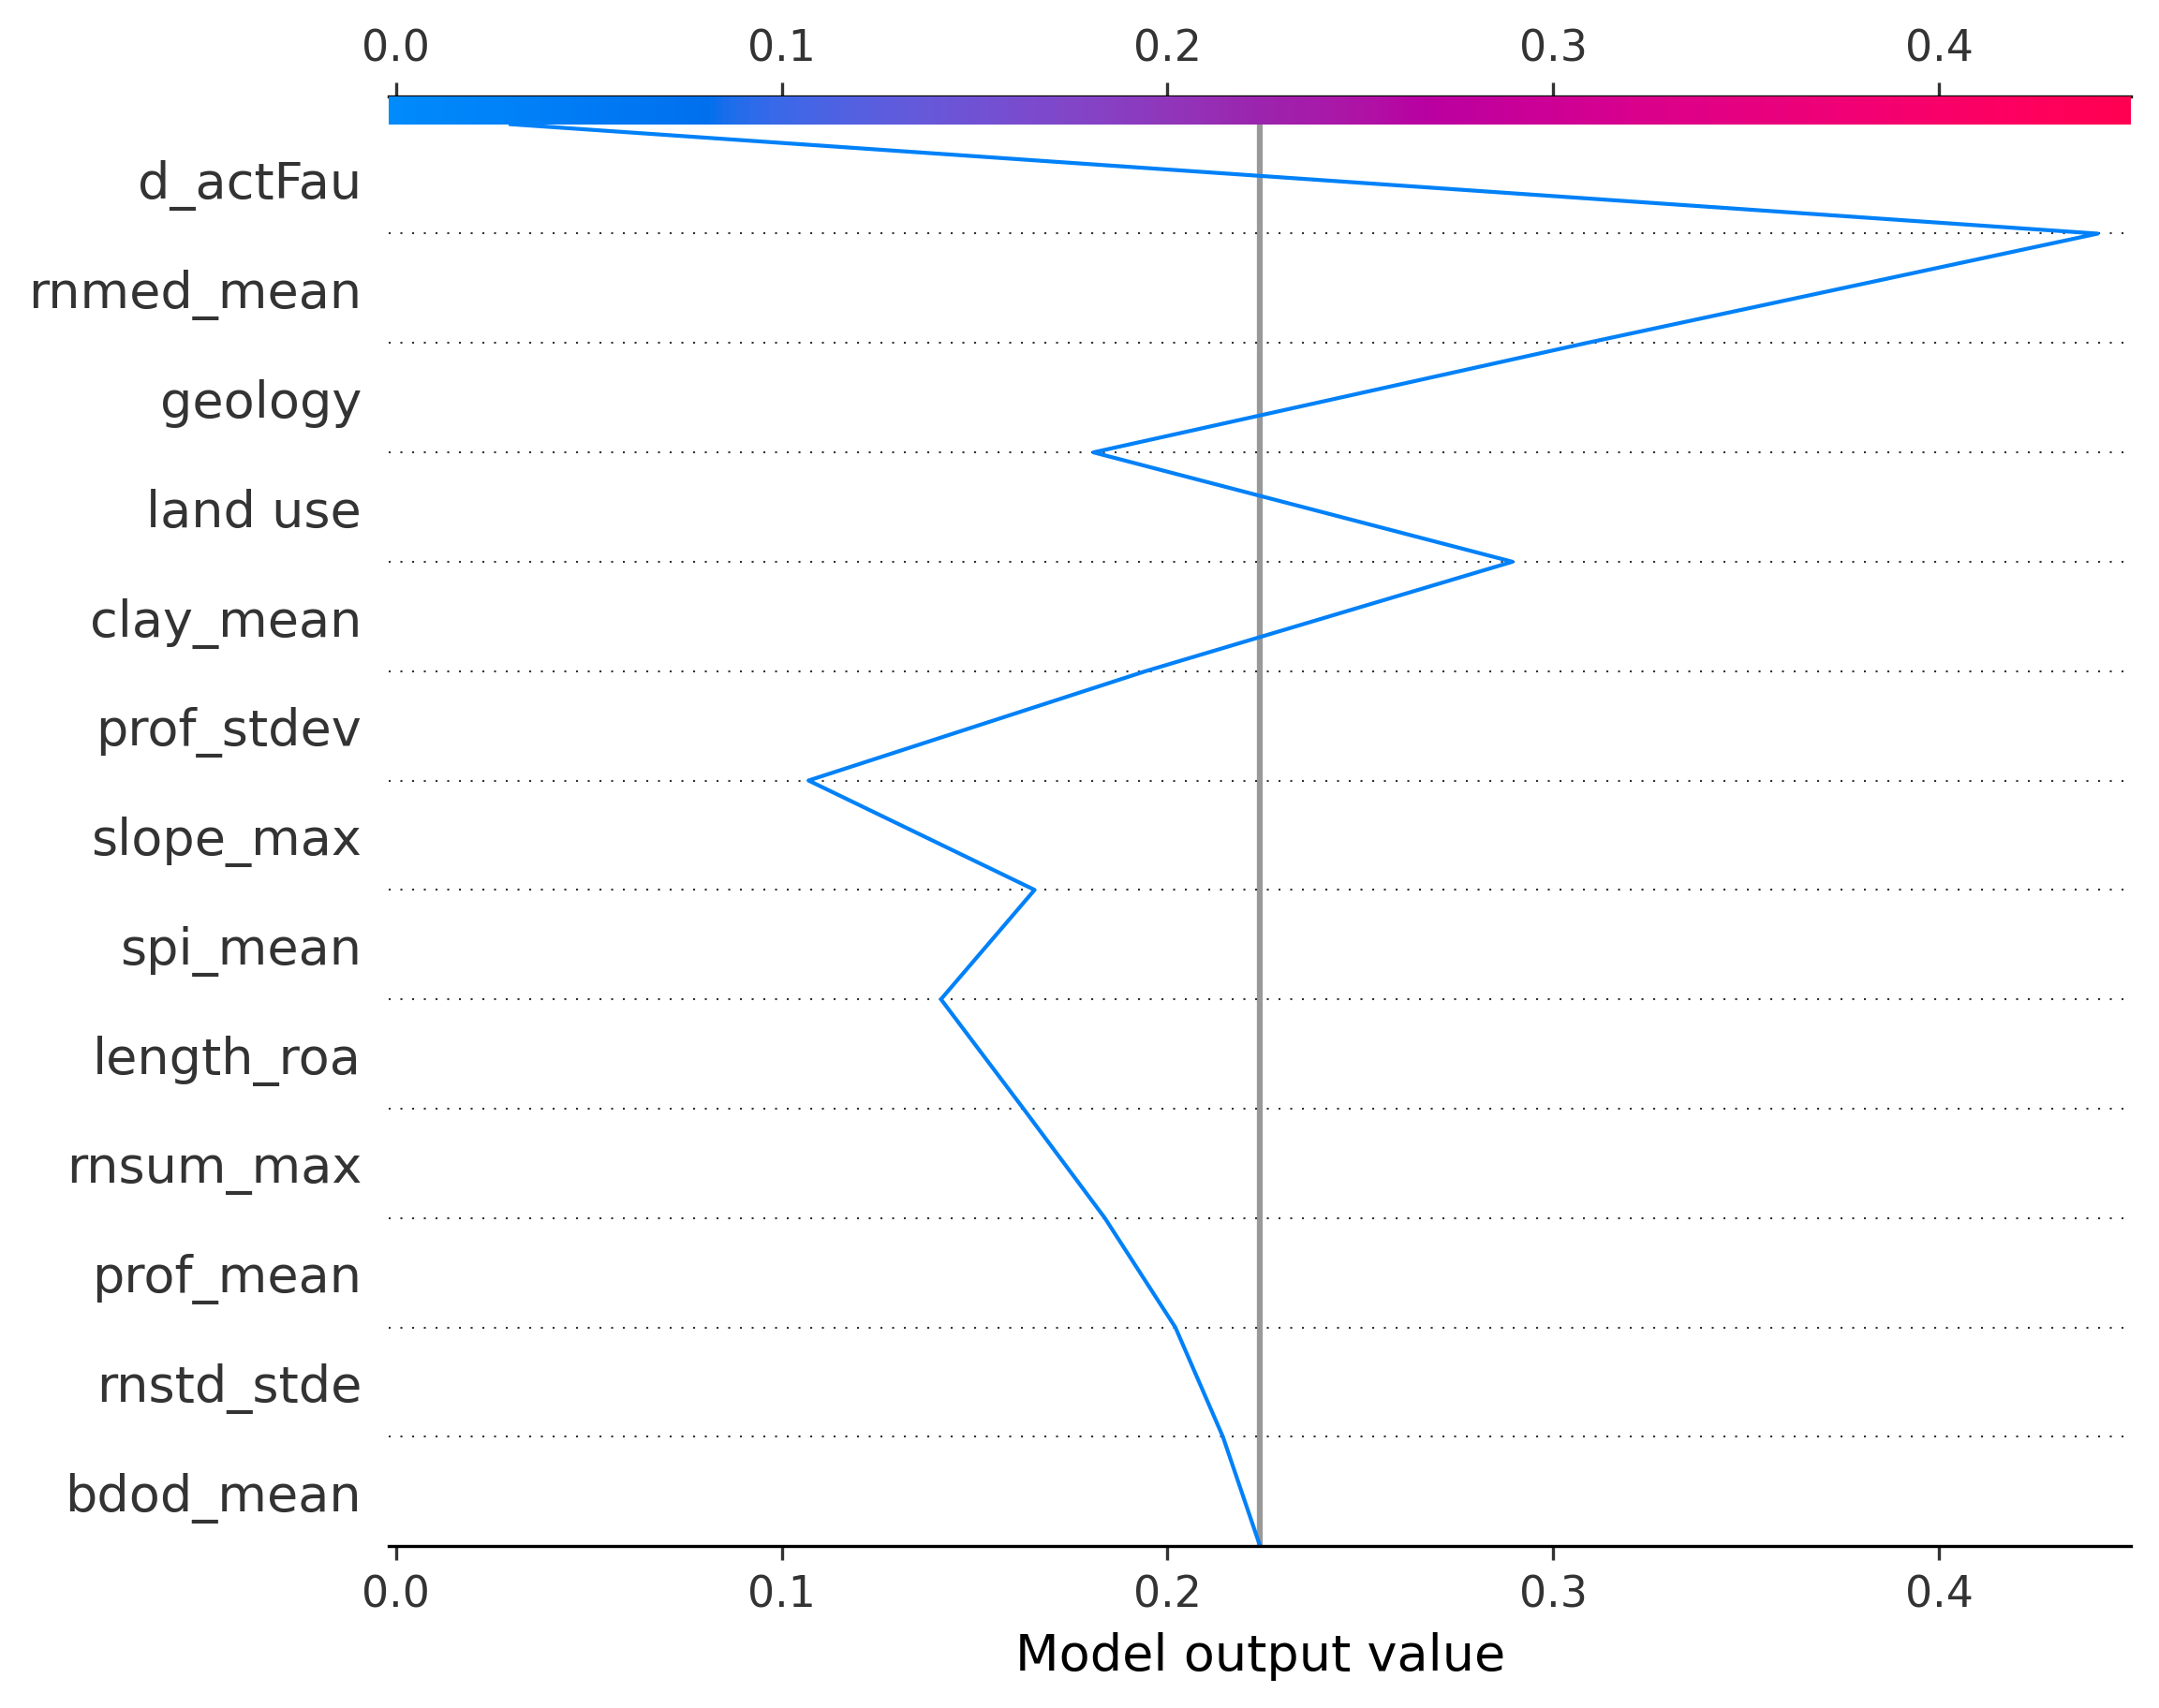 0.0 0.1 0.2 0.3 0.4
d_actFau
rnmed_mean
geology
land use
clay_mean
prof_stdev
slope_max
spi_mean
length_roa
rnsum_max
prof_mean
rnstd_stde
bdod_mean
0.0 0.1 0.2 0.3 0.4
Model output value